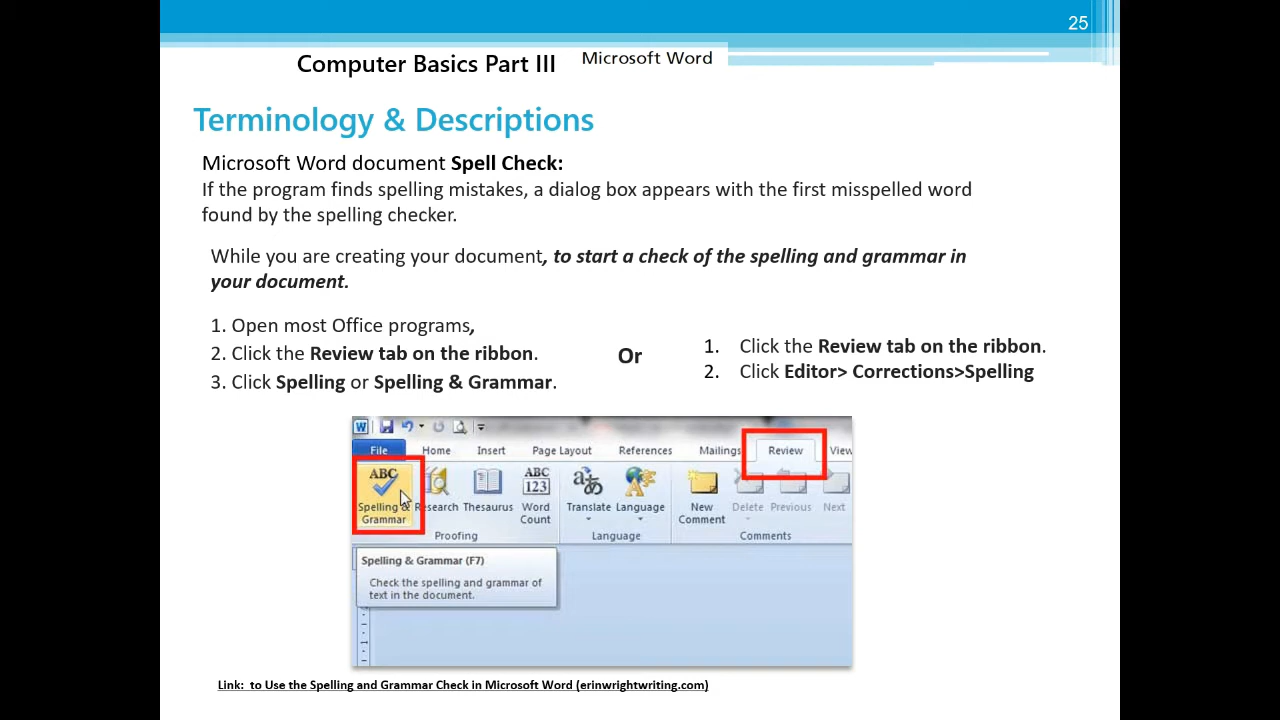 25
Computer Basics Part III Microsoft Word
Terminology & Descriptions
Microsoft Word document Spell Check:
If the program finds spelling mistakes, a dialog box appears with the first misspelled word
found by the spelling checker.
While you are creating your document, to start a check of the spelling and grammar in
your document.
1. Open most Office programs,
2. Click the Review tab on the ribbon.
3. Click Spelling or Spelling & Grammar.
Or
1. Click the Review tab on the ribbon.
2. Click Editor> Corrections>Spelling
W
File Home Insert Page Layout References Mailings Review View
ABC
ABC
123
Spelling & Research Thesaurus Word Translate Language New Delete Previous Next
Grammar Count Comment
Proofing Language Comments
Spelling & Grammar (F7)
Check the spelling and grammar of
text in the document.
Link: to Use the Spelling and Grammar Check in Microsoft Word (erinwrightwriting.com)